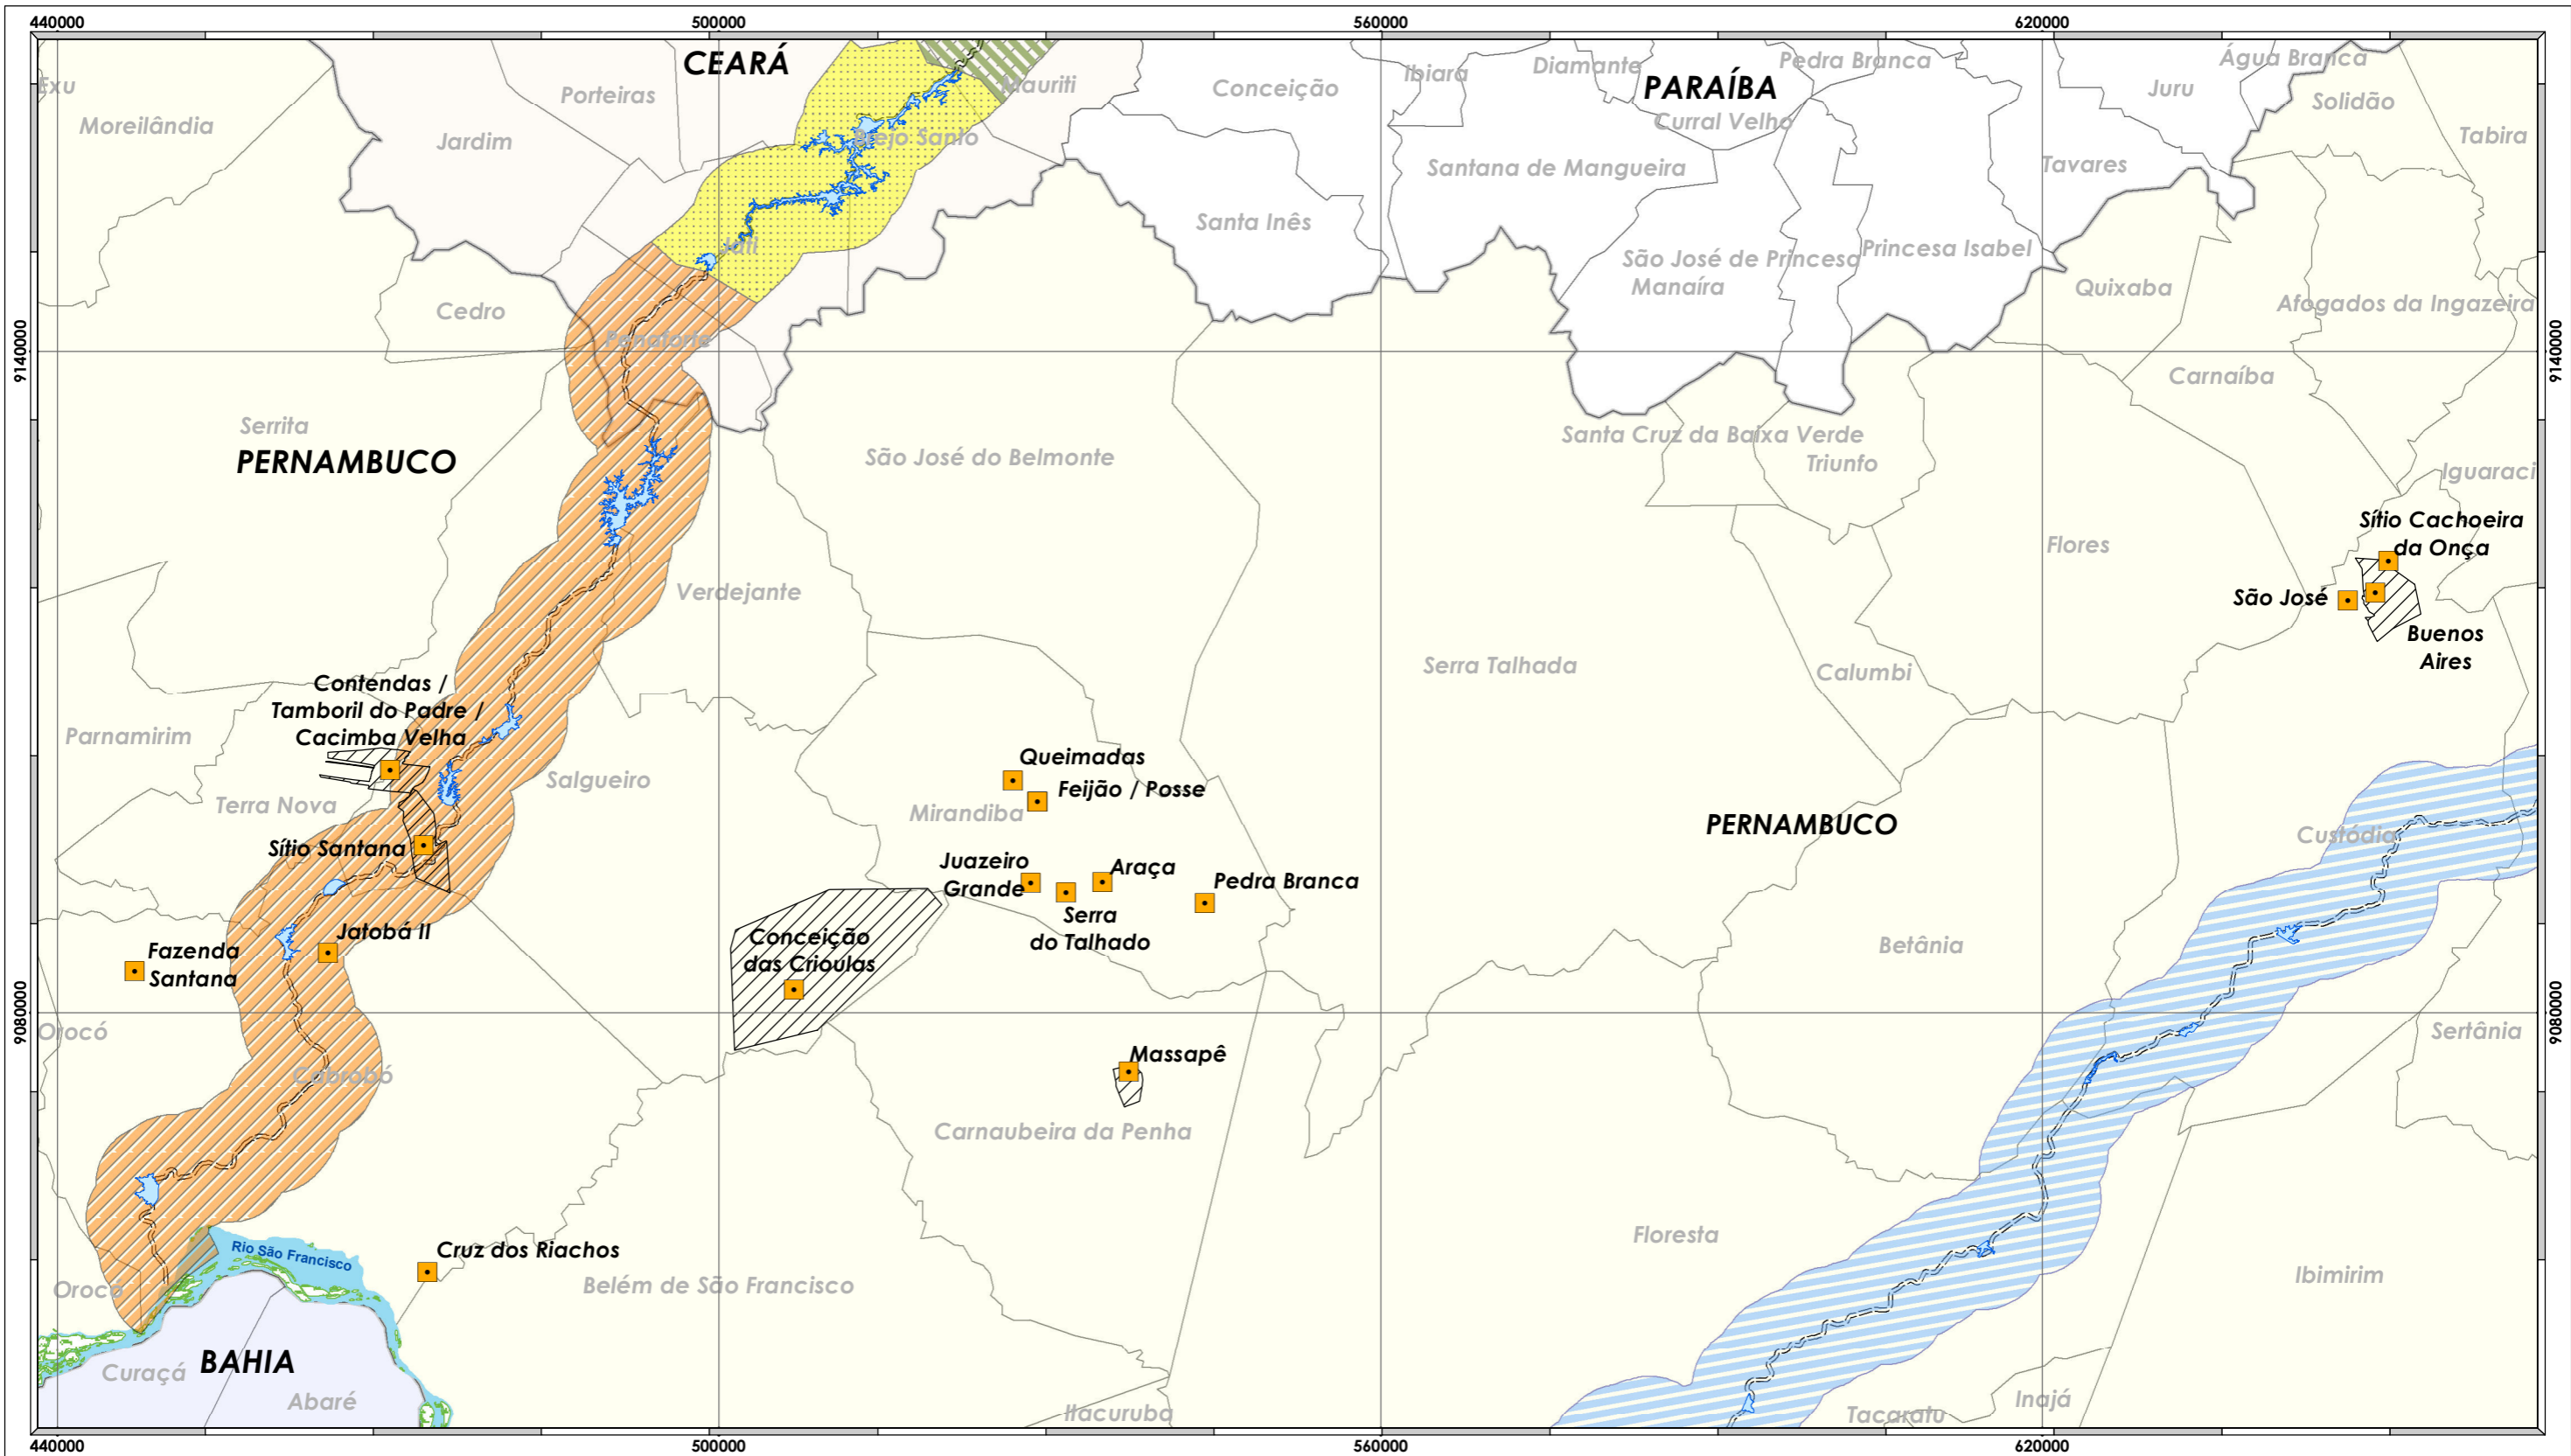 440000
500000
560000
620000
CEARÁ
PARAÍBA
Exu
Moreilândia
Porteiras
Jardim
Mauriti
Brejo Santo
Conceição
Ibiara
Diamante
Pedra Branca
Curral Velho
Juru
Água Branca
Solidão
Tabira
Tavares
Santana de Mangueira
Santa Inês
Jati
São José de Princesa
Manaíra
Princesa Isabel
Quixaba
Afogados da Ingazeira
Cedro
Penaforte
9140000
9140000
Carnaíba
Serrita
PERNAMBUCO
São José do Belmonte
Santa Cruz da Baixa Verde
Triunfo
Iguaraci
Sítio Cachoeira
da Onça
Flores
Verdejante
São José
Buenos
Aires
Serra Talhada
Calumbi
Contendas /
Tamboril do Padre /
Cacimba Velha
Parnamirim
Salgueiro
Terra Nova
Queimadas
Feijão / Posse
Mirandiba
PERNAMBUCO
Custódia
Sítio Santana
Juazeiro
Grande
Araça
Pedra Branca
Serra
do Talhado
Jatobá II
Fazenda
Santana
Conceição
das Crioulas
Betânia
9080000
9080000
Orocó
Sertânia
Massapê
Cabrobó
Carnaubeira da Penha
Floresta
Rio São Francisco
Cruz dos Riachos
Orocó
Belém de São Francisco
Ibimirim
Curaçá
BAHIA
Abaré
Itacuruba
Tacaratu
Inajá
440000
500000
560000
620000